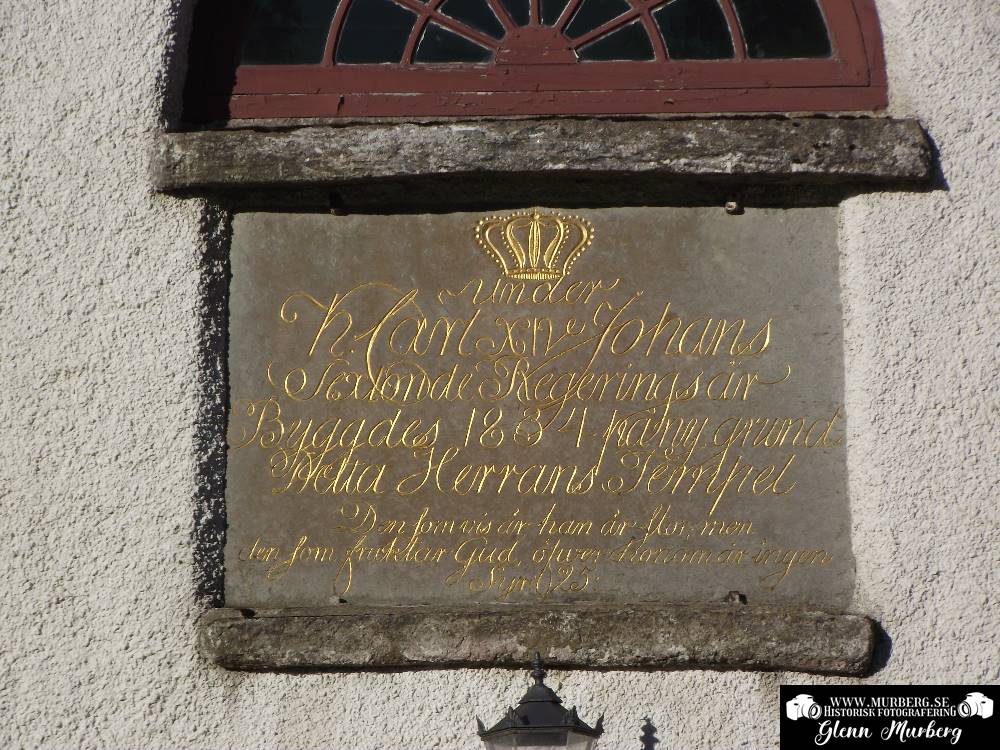 under
K. Carl XIV Johans
Sextonde Regerings år
Byggdes 1834 på ny grund.
Detta Herrans Tempel
Den som vis är han är stor; men
den som fruktar Gud, öfwer honom är ingen
Syr. 25:
WWW.MURBERG.SE
HISTORISK FOTOGRAFERING
Glenn Murberg